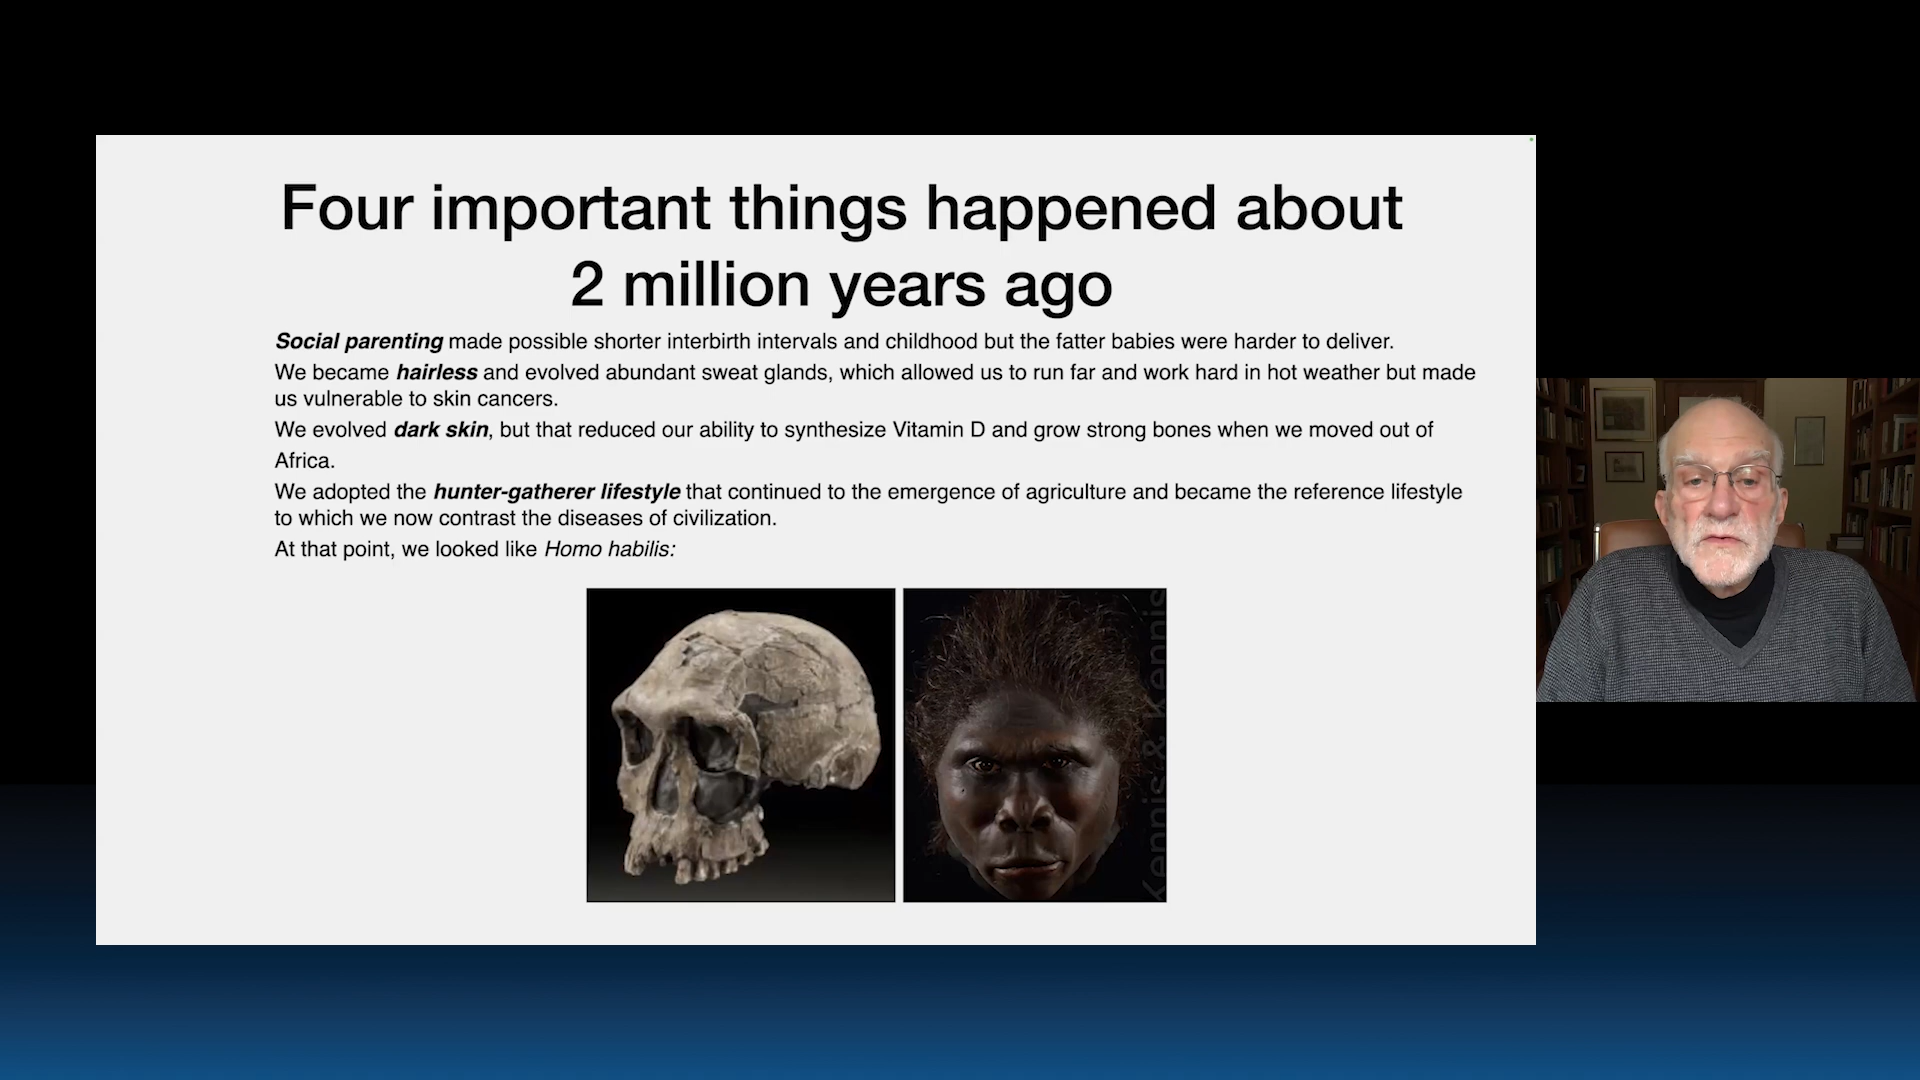 Four important things happened about
2 million years ago
Social parenting made possible shorter interbirth intervals and childhood but the fatter babies were harder to deliver.
We became hairless and evolved abundant sweat glands, which allowed us to run far and work hard in hot weather but made
us vulnerable to skin cancers.
We evolved dark skin, but that reduced our ability to synthesize Vitamin D and grow strong bones when we moved out of
Africa.
We adopted the hunter-gatherer lifestyle that continued to the emergence of agriculture and became the reference lifestyle
to which we now contrast the diseases of civilization.
At that point, we looked like Homo habilis:
Kennis & Kennis